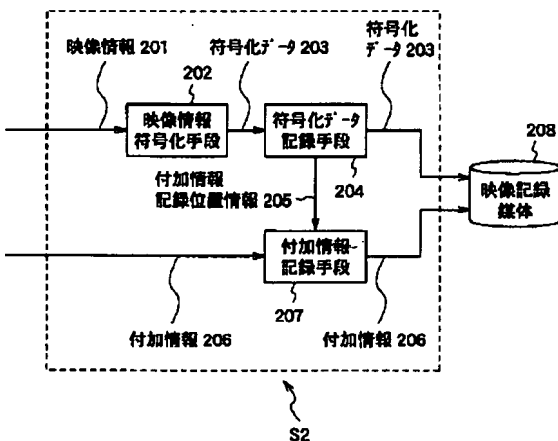 映像情報 201
符号化データ 203
符号化
データ 203
202
映像情報
符号化手段
符号化データ
記録手段
204
208
映像記録
媒体
付加情報
記録位置情報 205
付加情報
記録手段
207
付加情報 206
付加情報 206
S2